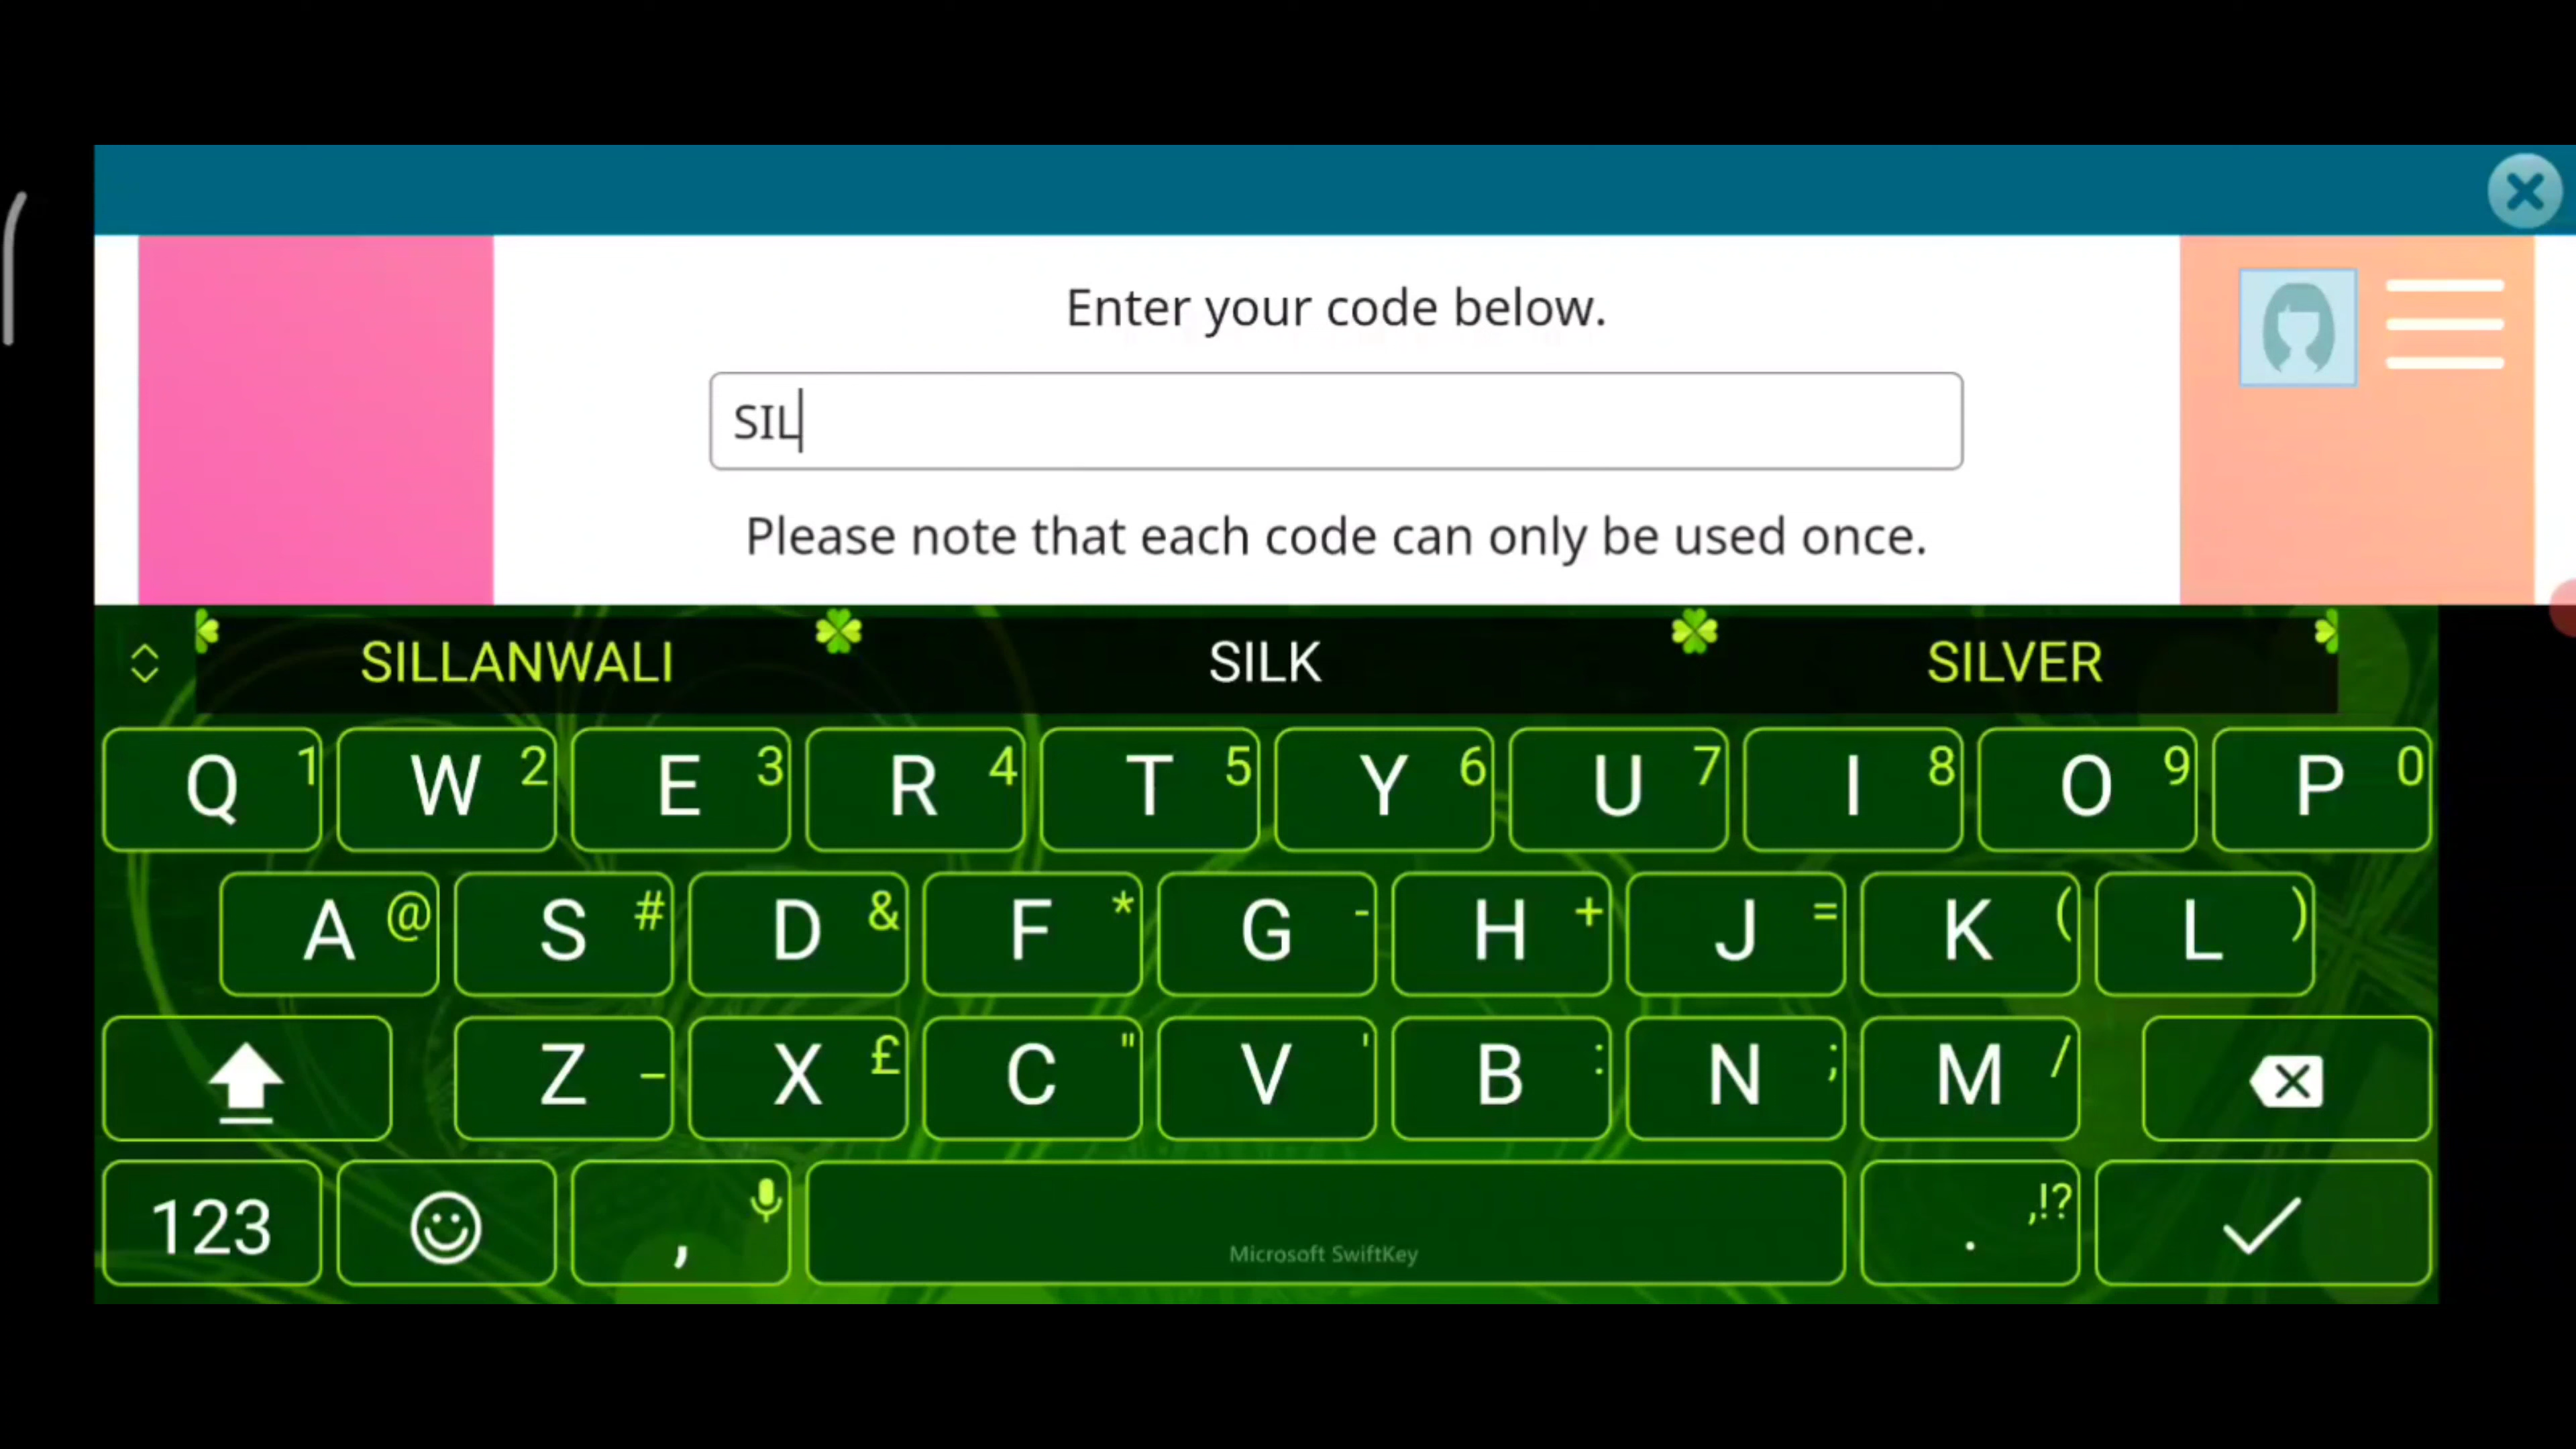 Enter your code below.
SIL
Please note that each code can only be used once.
SILLANWALI SILK SILVER
Q 1 W 2 E 3 R 4 T 5 Y 6 U 7 I 8 O 9 P 0
A @ S # D & F * G - H + J = K ( L )
Z _ X £ C " V ' B : N ; M /
123 , . ,!?
Microsoft SwiftKey